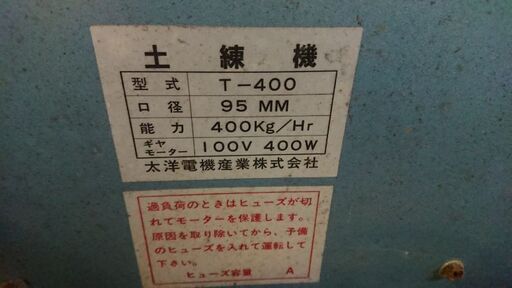 土練機
型式 T-400
口径 95 MM
能力 400Kg/Hr
ギヤモーター 100V 400W
太洋電機産業株式会社
過負荷のときはヒューズが切
れてモーターを保護します。
原因を取り除いてから、予備
のヒューズを入れて運転して
下さい。
ヒューズ容量 A